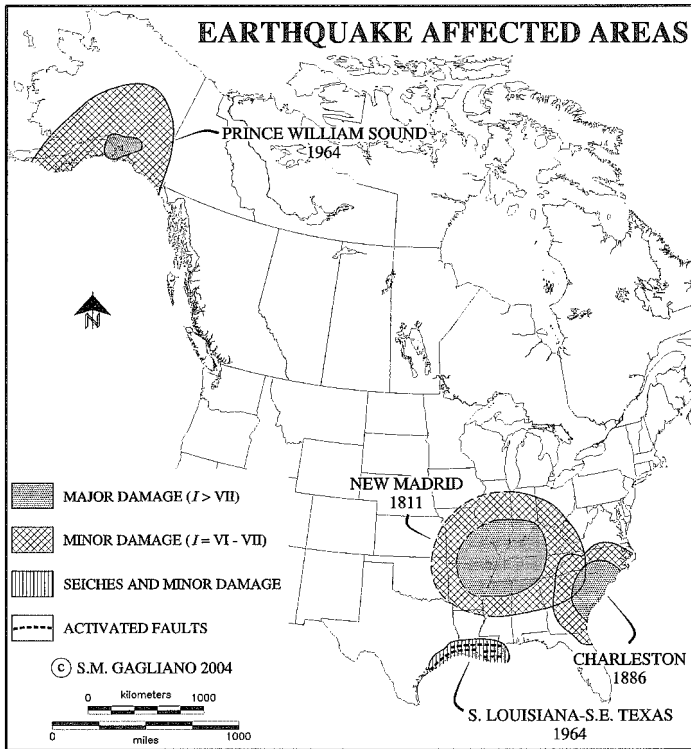 EARTHQUAKE AFFECTED AREAS
PRINCE WILLIAM SOUND
1964
N
NEW MADRID
1811
MAJOR DAMAGE (I > VII)
MINOR DAMAGE (I = VI - VII)
SEICHES AND MINOR DAMAGE
ACTIVATED FAULTS
© S.M. GAGLIANO 2004
0 kilometers 1000
0 miles 1000
CHARLESTON
1886
S. LOUISIANA-S.E. TEXAS
1964